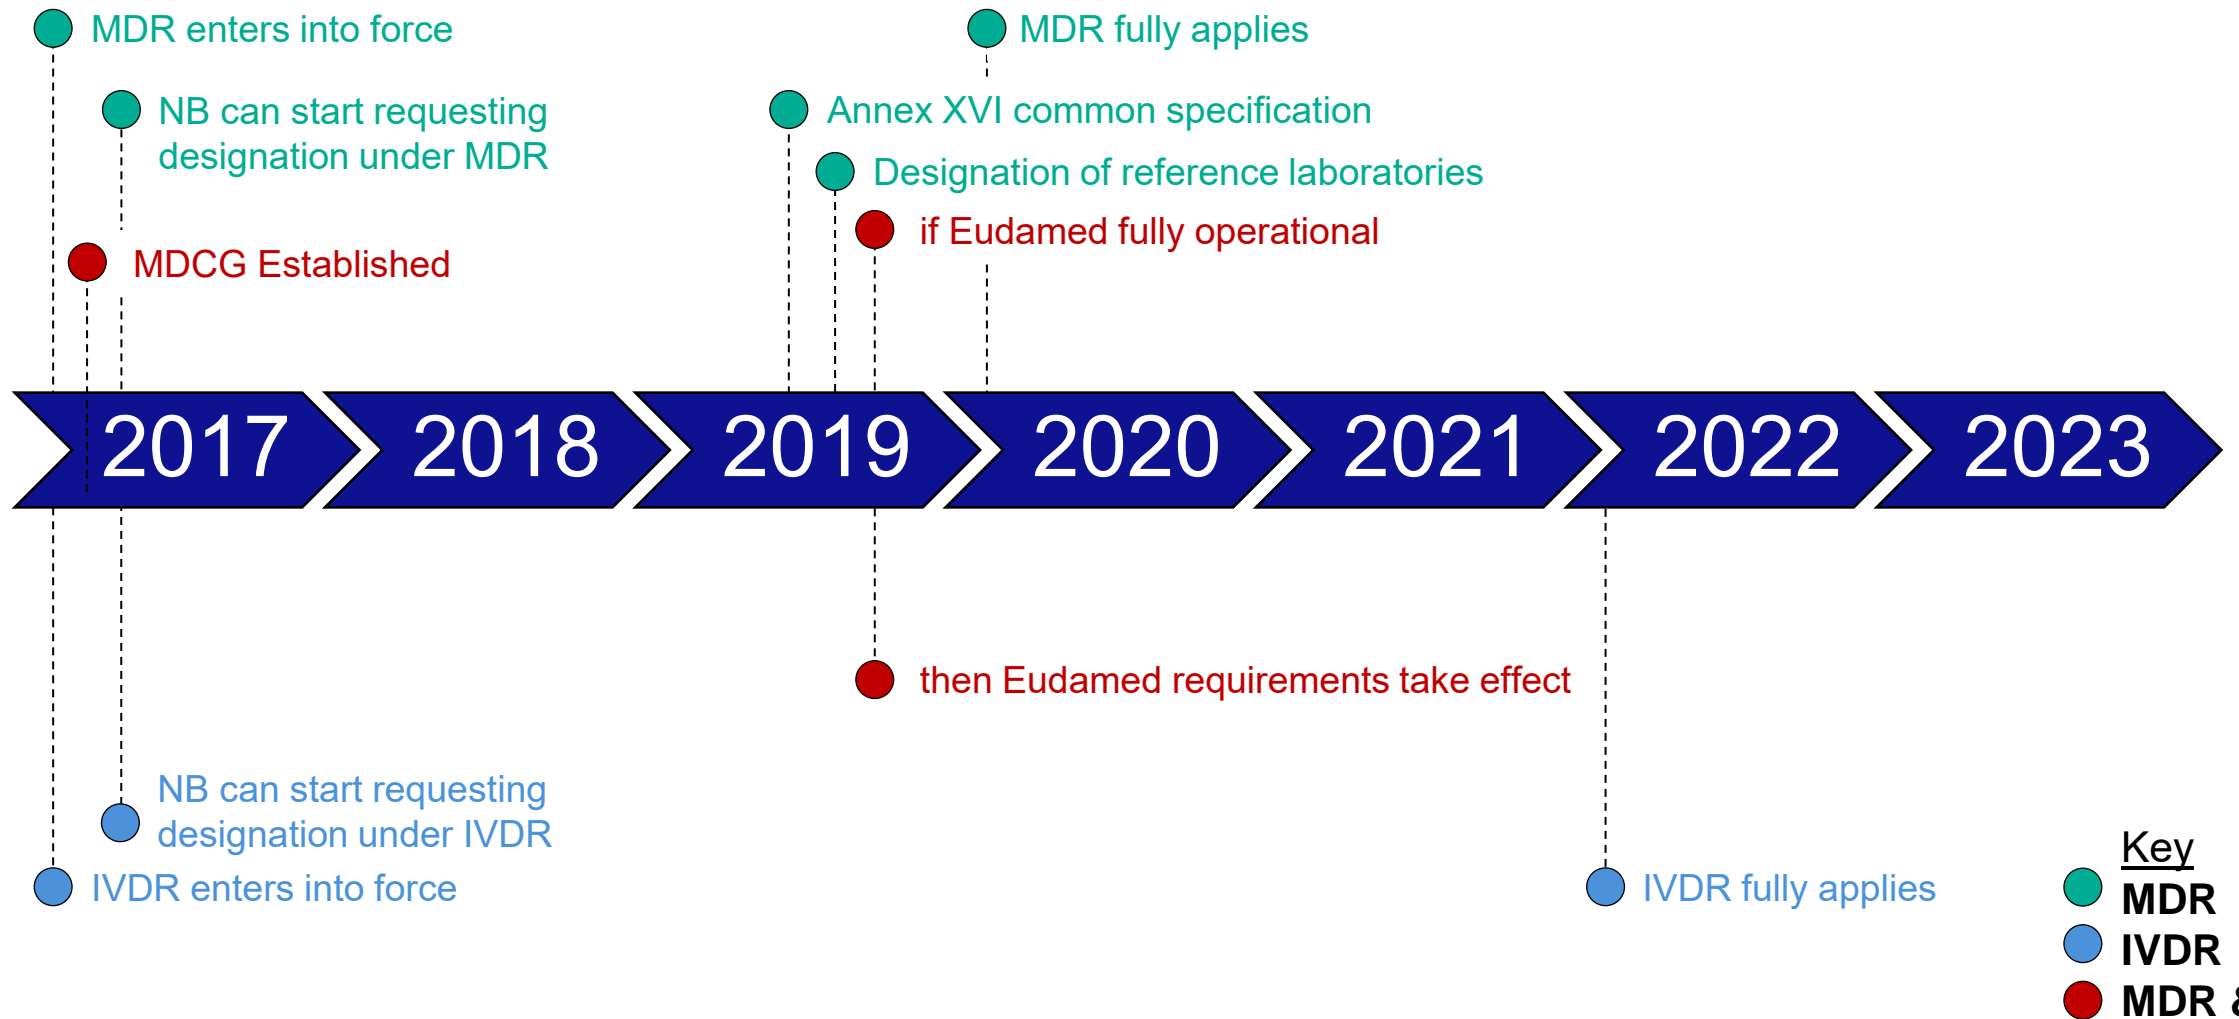 MDR enters into force
MDR fully applies
NB can start requesting
designation under MDR
Annex XVI common specification
Designation of reference laboratories
if Eudamed fully operational
MDCG Established
2017
2018
2019
2020
2021
2022
2023
then Eudamed requirements take effect
NB can start requesting
designation under IVDR
IVDR enters into force
IVDR fully applies
Key
MDR
IVDR
MDR &